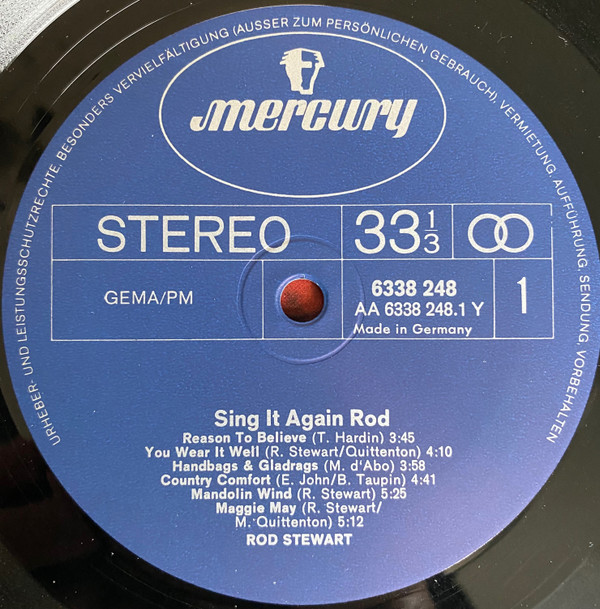 URHEBER- UND LEISTUNGSSCHUTZRECHTE, BESONDERS VERVIELFÄLTIGUNG (AUSSER ZUM PERSÖNLICHEN GEBRAUCH), VERMIETUNG, AUFFÜHRUNG, SENDUNG, VORBEHALTEN
mercury
STEREO 33 1/3
GEMA/PM
6338 248
AA 6338 248.1 Y
Made in Germany
1
Sing It Again Rod
Reason To Believe (T. Hardin) 3:45
You Wear It Well (R. Stewart/Quittenton) 4:10
Handbags & Gladrags (M. d'Abo) 3:58
Country Comfort (E. John/B. Taupin) 4:41
Mandolin Wind (R. Stewart) 5:25
Maggie May (R. Stewart/
M. Quittenton) 5:12
ROD STEWART